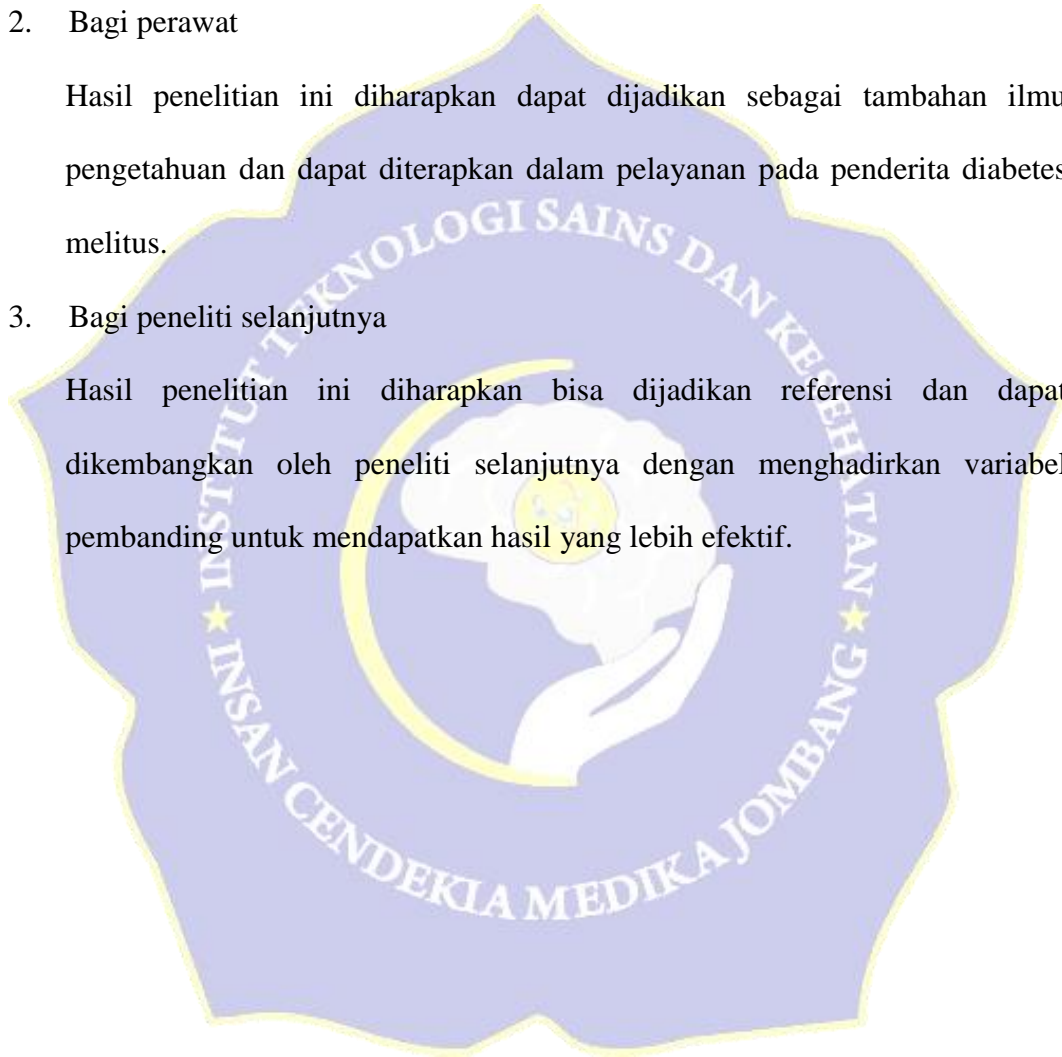 2. Bagi perawat
Hasil penelitian ini diharapkan dapat dijadikan sebagai tambahan ilmu
pengetahuan dan dapat diterapkan dalam pelayanan pada penderita diabetes
melitus.
3. Bagi peneliti selanjutnya
Hasil penelitian ini diharapkan bisa dijadikan referensi dan dapat
dikembangkan oleh peneliti selanjutnya dengan menghadirkan variabel
pembanding untuk mendapatkan hasil yang lebih efektif.
INSTITUT TEKNOLOGI SAINS DAN KESEHATAN
INSAN CENDEKIA MEDIKA JOMBANG